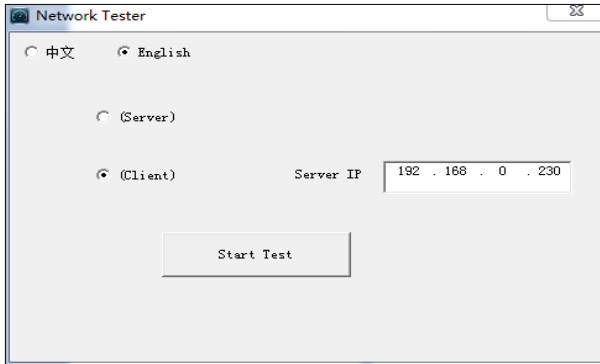 Network Tester
中文 English
(Server)
(Client) Server IP 192 . 168 . 0 . 230
Start Test